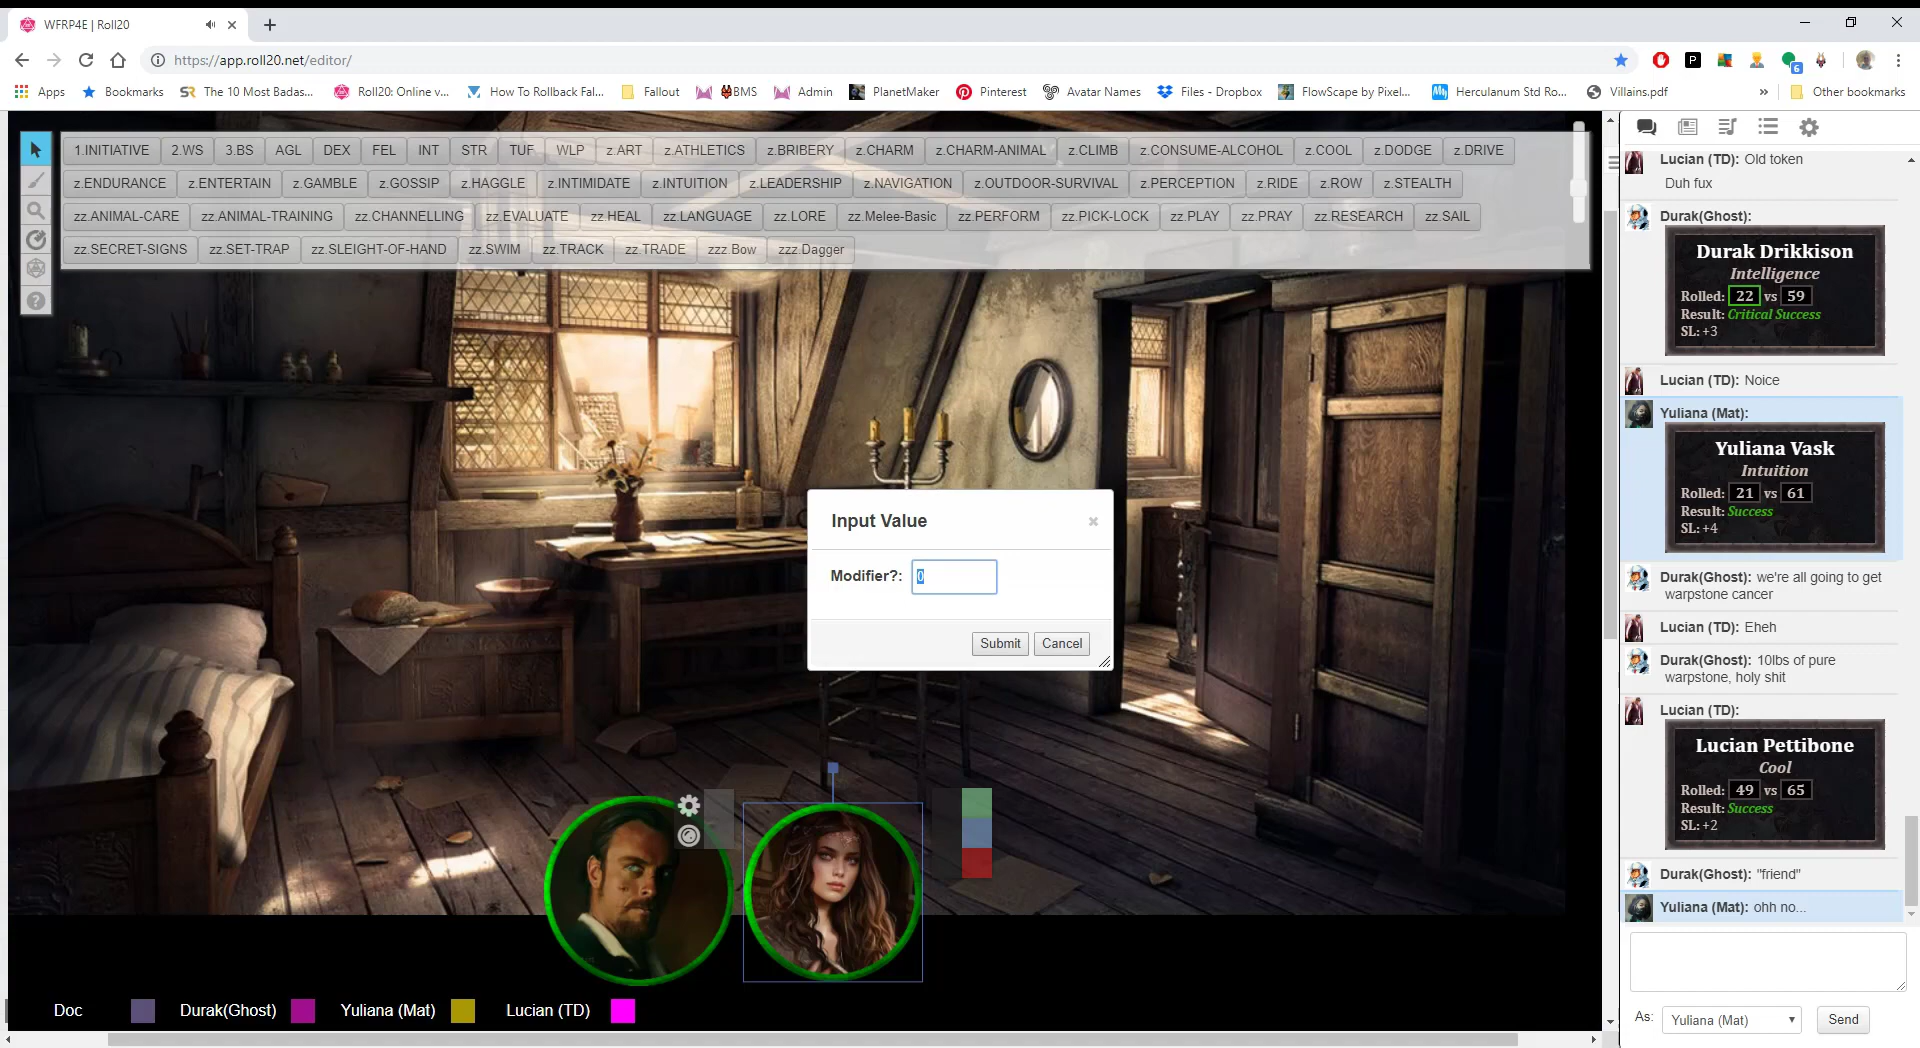 WFRP4E | Roll20
https://app.roll20.net/editor/
P
6
Apps
Bookmarks
SR
The 10 Most Badas...
Roll20: Online v...
How To Rollback Fal...
Fallout
BMS
Admin
PlanetMaker
Pinterest
Avatar Names
Files - Dropbox
FlowScape by Pixel...
Herculanum Std Ro...
Villains.pdf
»
Other bookmarks
1.INITIATIVE 2.WS 3.BS AGL DEX FEL INT STR TUF WLP z.ART z.ATHLETICS z.BRIBERY z.CHARM z.CHARM-ANIMAL z.CLIMB z.CONSUME-ALCOHOL z.COOL z.DODGE z.DRIVE
z.ENDURANCE z.ENTERTAIN z.GAMBLE z.GOSSIP z.HAGGLE z.INTIMIDATE z.INTUITION z.LEADERSHIP z.NAVIGATION z.OUTDOOR-SURVIVAL z.PERCEPTION z.RIDE z.ROW z.STEALTH
zz.ANIMAL-CARE zz.ANIMAL-TRAINING zz.CHANNELLING zz.EVALUATE zz.HEAL zz.LANGUAGE zz.LORE zz.Melee-Basic zz.PERFORM zz.PICK-LOCK zz.PLAY zz.PRAY zz.RESEARCH zz.SAIL
zz.SECRET-SIGNS zz.SET-TRAP zz.SLEIGHT-OF-HAND zz.SWIM zz.TRACK zz.TRADE zzz.Bow zzz.Dagger
Input Value
Modifier?: 0
Submit Cancel
Doc
Durak(Ghost)
Yuliana (Mat)
Lucian (TD)
Lucian (TD): Old token
Duh fux
Durak(Ghost):
Durak Drikkison
Intelligence
Rolled: 22 vs 59
Result: Critical Success
SL: +3
Lucian (TD): Noice
Yuliana (Mat):
Yuliana Vask
Intuition
Rolled: 21 vs 61
Result: Success
SL: +4
Durak(Ghost): we're all going to get
warpstone cancer
Lucian (TD): Eheh
Durak(Ghost): 10lbs of pure
warpstone, holy shit
Lucian (TD):
Lucian Pettibone
Cool
Rolled: 49 vs 65
Result: Success
SL: +2
Durak(Ghost): "friend"
Yuliana (Mat): ohh no...
As: Yuliana (Mat) Send